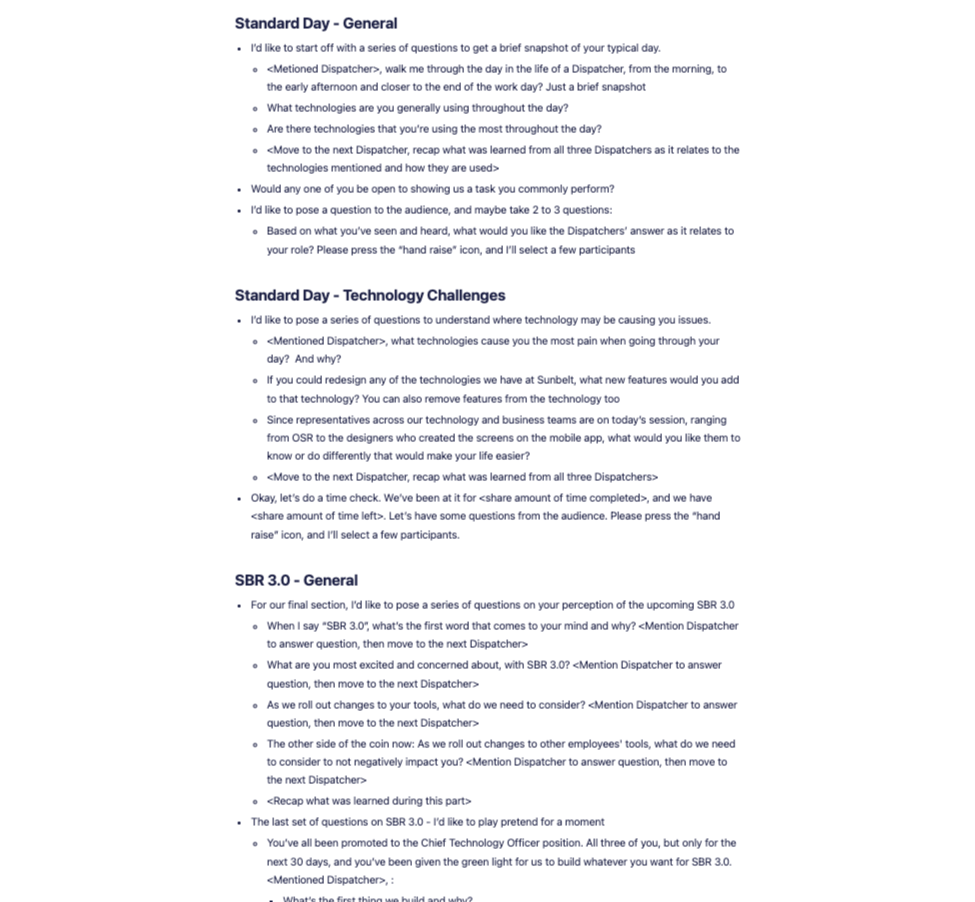 Standard Day - General
• I'd like to start off with a series of questions to get a brief snapshot of your typical day.
∘ <Metioned Dispatcher>, walk me through the day in the life of a Dispatcher, from the morning, to
the early afternoon and closer to the end of the work day? Just a brief snapshot
∘ What technologies are you generally using throughout the day?
∘ Are there technologies that you're using the most throughout the day?
∘ <Move to the next Dispatcher, recap what was learned from all three Dispatchers as it relates to the
technologies mentioned and how they are used>
• Would any one of you be open to showing us a task you commonly perform?
• I'd like to pose a question to the audience, and maybe take 2 to 3 questions:
∘ Based on what you've seen and heard, what would you like the Dispatchers' answer as it relates to
your role? Please press the "hand raise" icon, and I'll select a few participants
Standard Day - Technology Challenges
• I'd like to pose a series of questions to understand where technology may be causing you issues.
∘ <Mentioned Dispatcher>, what technologies cause you the most pain when going through your
day?  And why?
∘ If you could redesign any of the technologies we have at Sunbelt, what new features would you add
to that technology? You can also remove features from the technology too
∘ Since representatives across our technology and business teams are on today's session, ranging
from OSR to the designers who created the screens on the mobile app, what would you like them to
know or do differently that would make your life easier?
∘ <Move to the next Dispatcher, recap what was learned from all three Dispatchers>
• Okay, let's do a time check. We've been at it for <share amount of time completed>, and we have
<share amount of time left>. Let's have some questions from the audience. Please press the "hand
raise" icon, and I'll select a few participants.
SBR 3.0 - General
• For our final section, I'd like to pose a series of questions on your perception of the upcoming SBR 3.0
∘ When I say "SBR 3.0", what's the first word that comes to your mind and why? <Mention Dispatcher
to answer question, then move to the next Dispatcher>
∘ What are you most excited and concerned about, with SBR 3.0? <Mention Dispatcher to answer
question, then move to the next Dispatcher>
∘ As we roll out changes to your tools, what do we need to consider? <Mention Dispatcher to answer
question, then move to the next Dispatcher>
∘ The other side of the coin now: As we roll out changes to other employees' tools, what do we need
to consider to not negatively impact you? <Mention Dispatcher to answer question, then move to
the next Dispatcher>
∘ <Recap what was learned during this part>
• The last set of questions on SBR 3.0 - I'd like to play pretend for a moment
∘ You've all been promoted to the Chief Technology Officer position. All three of you, but only for the
next 30 days, and you've been given the green light for us to build whatever you want for SBR 3.0.
<Mentioned Dispatcher>, :
▪ What's the first thing we build and why?